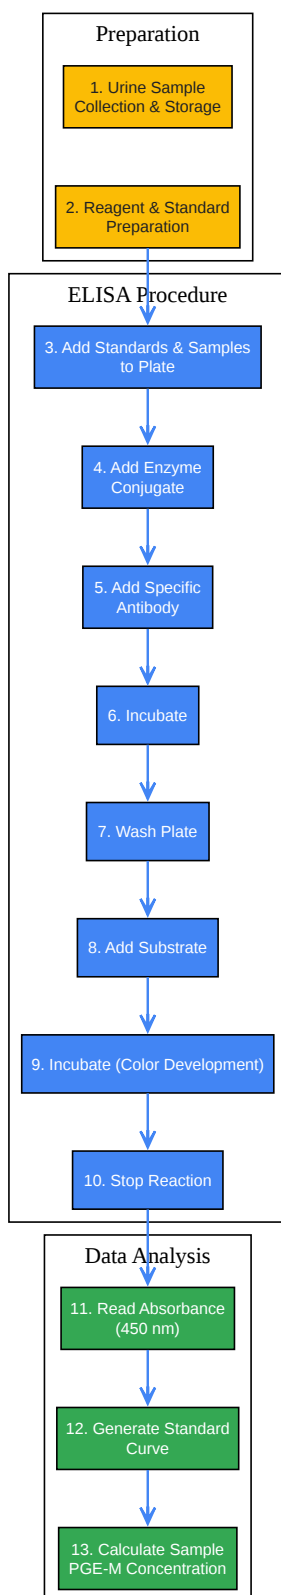 Preparation
1. Urine Sample
Collection & Storage
2. Reagent & Standard
Preparation
ELISA Procedure
3. Add Standards & Samples
to Plate
4. Add Enzyme
Conjugate
5. Add Specific
Antibody
6. Incubate
7. Wash Plate
8. Add Substrate
9. Incubate (Color Development)
10. Stop Reaction
Data Analysis
11. Read Absorbance
(450 nm)
12. Generate Standard
Curve
13. Calculate Sample
PGE-M Concentration